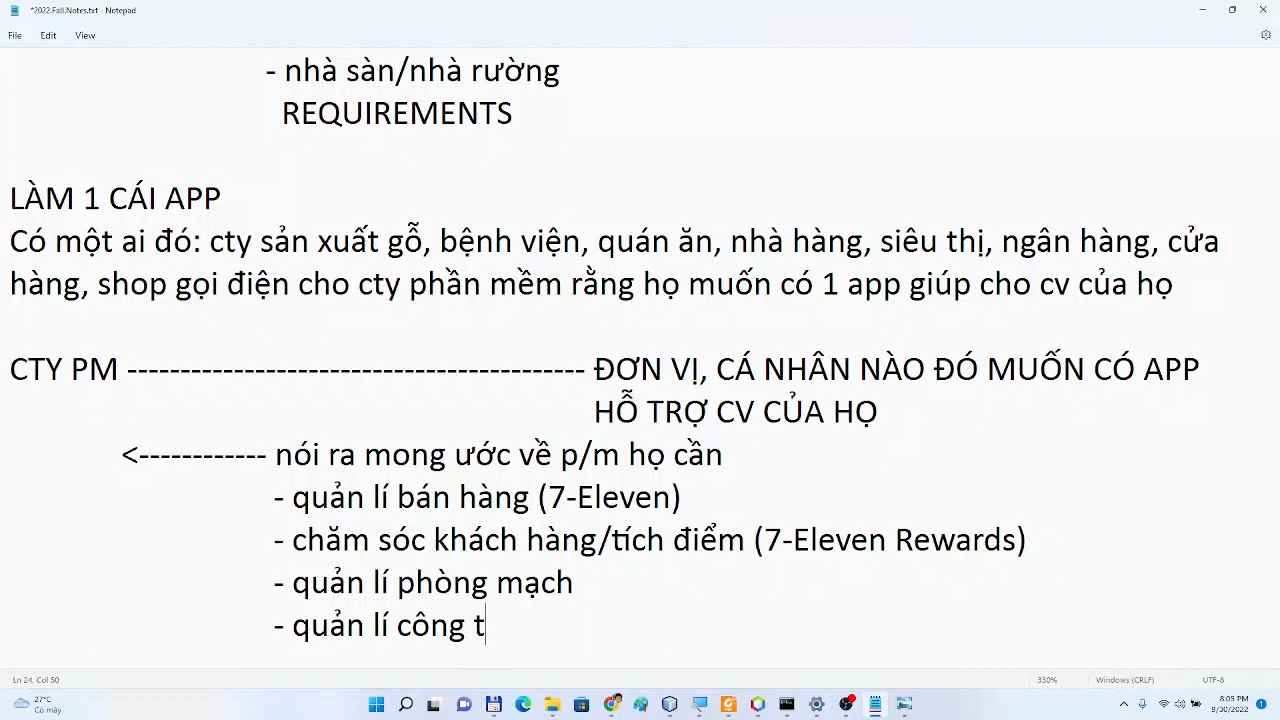 *2022.Fall.Notes.txt - Notepad
File Edit View
- nhà sàn/nhà rường
REQUIREMENTS
LÀM 1 CÁI APP
Có một ai đó: cty sản xuất gỗ, bệnh viện, quán ăn, nhà hàng, siêu thị, ngân hàng, cửa
hàng, shop gọi điện cho cty phần mềm rằng họ muốn có 1 app giúp cho cv của họ
CTY PM ------------------------------------------- ĐƠN VỊ, CÁ NHÂN NÀO ĐÓ MUỐN CÓ APP
HỖ TRỢ CV CỦA HỌ
<------------ nói ra mong ước về p/m họ cần
- quản lí bán hàng (7-Eleven)
- chăm sóc khách hàng/tích điểm (7-Eleven Rewards)
- quản lí phòng mạch
- quản lí công t
Ln 24, Col 50 330% Windows (CRLF) UTF-8
27°C 8:05 PM
Có mây 9/30/2022